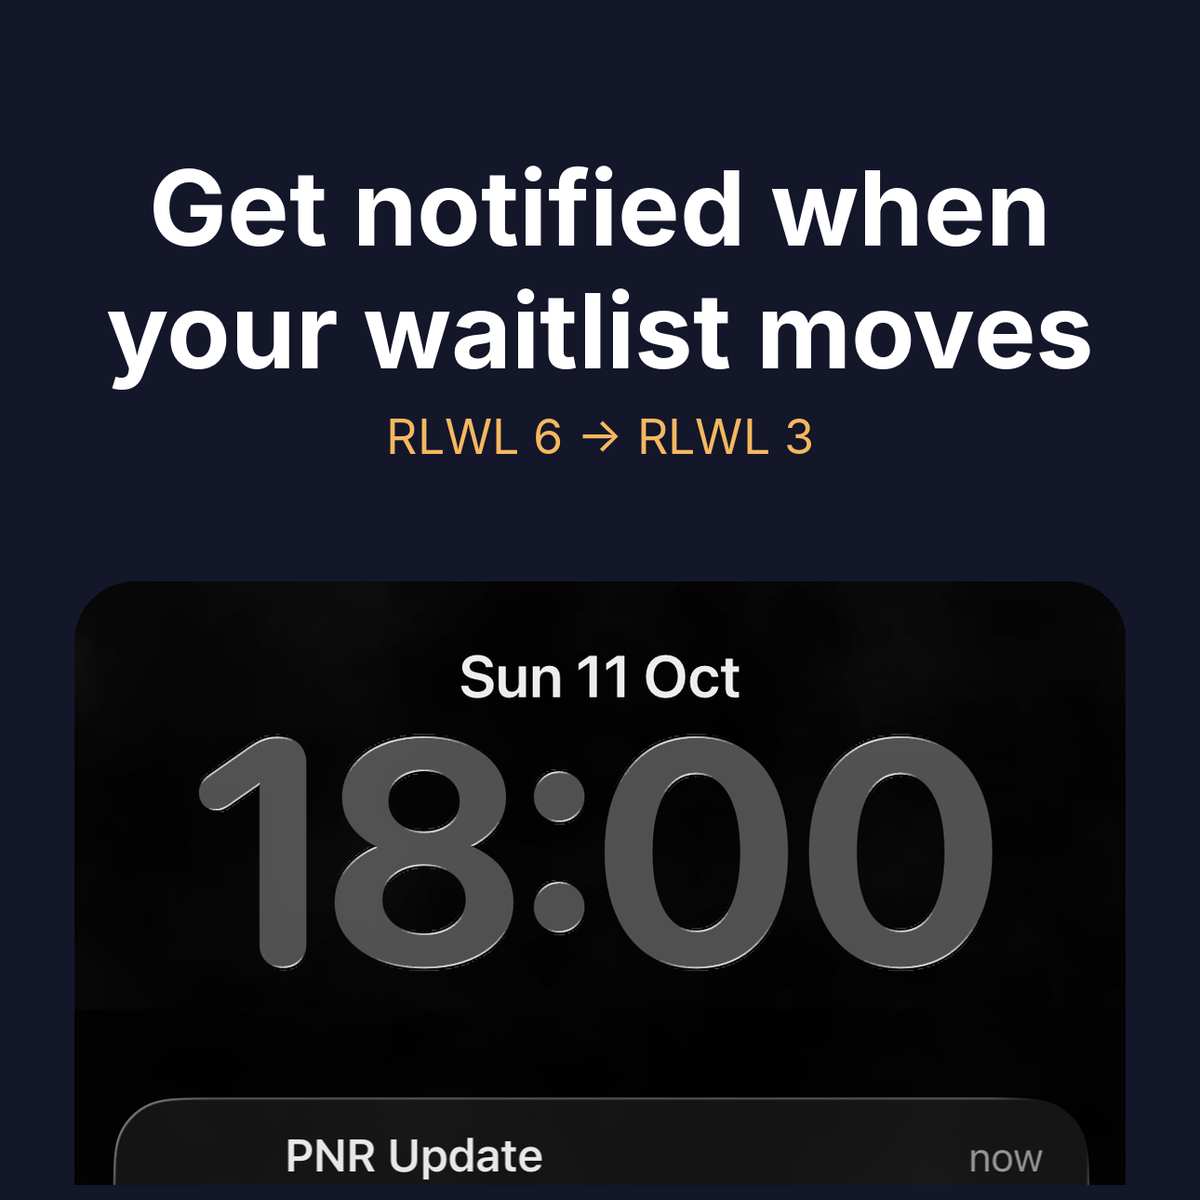 Get notified when
your waitlist moves
RLWL 6 → RLWL 3
Sun 11 Oct
18:00
PNR Update
now